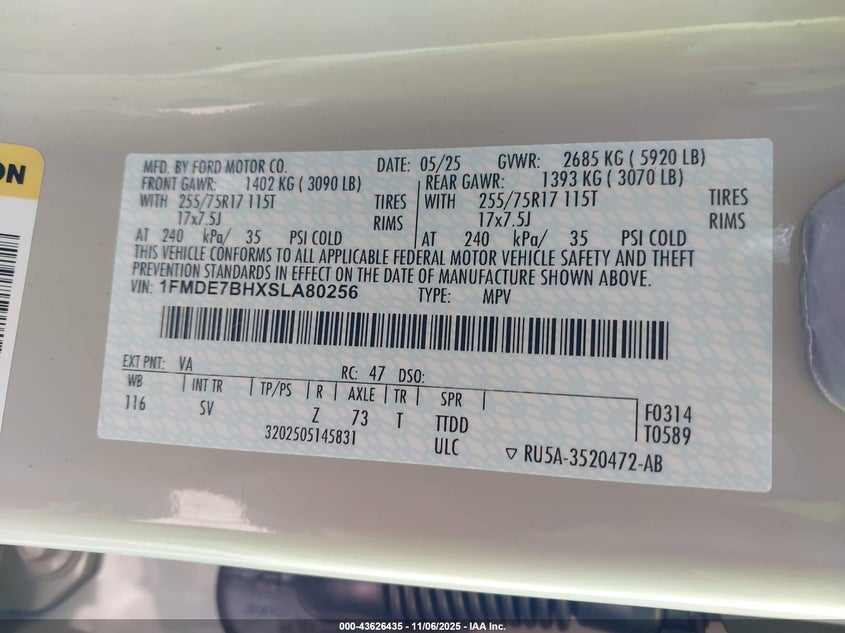 ON
MFD. BY FORD MOTOR CO. DATE: 05/25 GVWR: 2685 KG ( 5920 LB)
FRONT GAWR: 1402 KG ( 3090 LB) REAR GAWR: 1393 KG ( 3070 LB)
WITH 255/75R17 115T TIRES WITH 255/75R17 115T TIRES
17x7.5J RIMS 17x7.5J RIMS
AT 240 kPa/ 35 PSI COLD AT 240 kPa/ 35 PSI COLD
THIS VEHICLE CONFORMS TO ALL APPLICABLE FEDERAL MOTOR VEHICLE SAFETY AND THEFT
PREVENTION STANDARDS IN EFFECT ON THE DATE OF MANUFACTURE SHOWN ABOVE.
VIN: 1FMDE7BHXSLA80256 TYPE: MPV
EXT PNT: VA RC: 47 DSO:
WB INT TR TP/PS R AXLE TR SPR
116 SV Z 73 T TTDD F0314
3202505145831 ULC T0589
▽ RU5A-3520472-AB
000-43626435 - 11/06/2025 - IAA Inc.